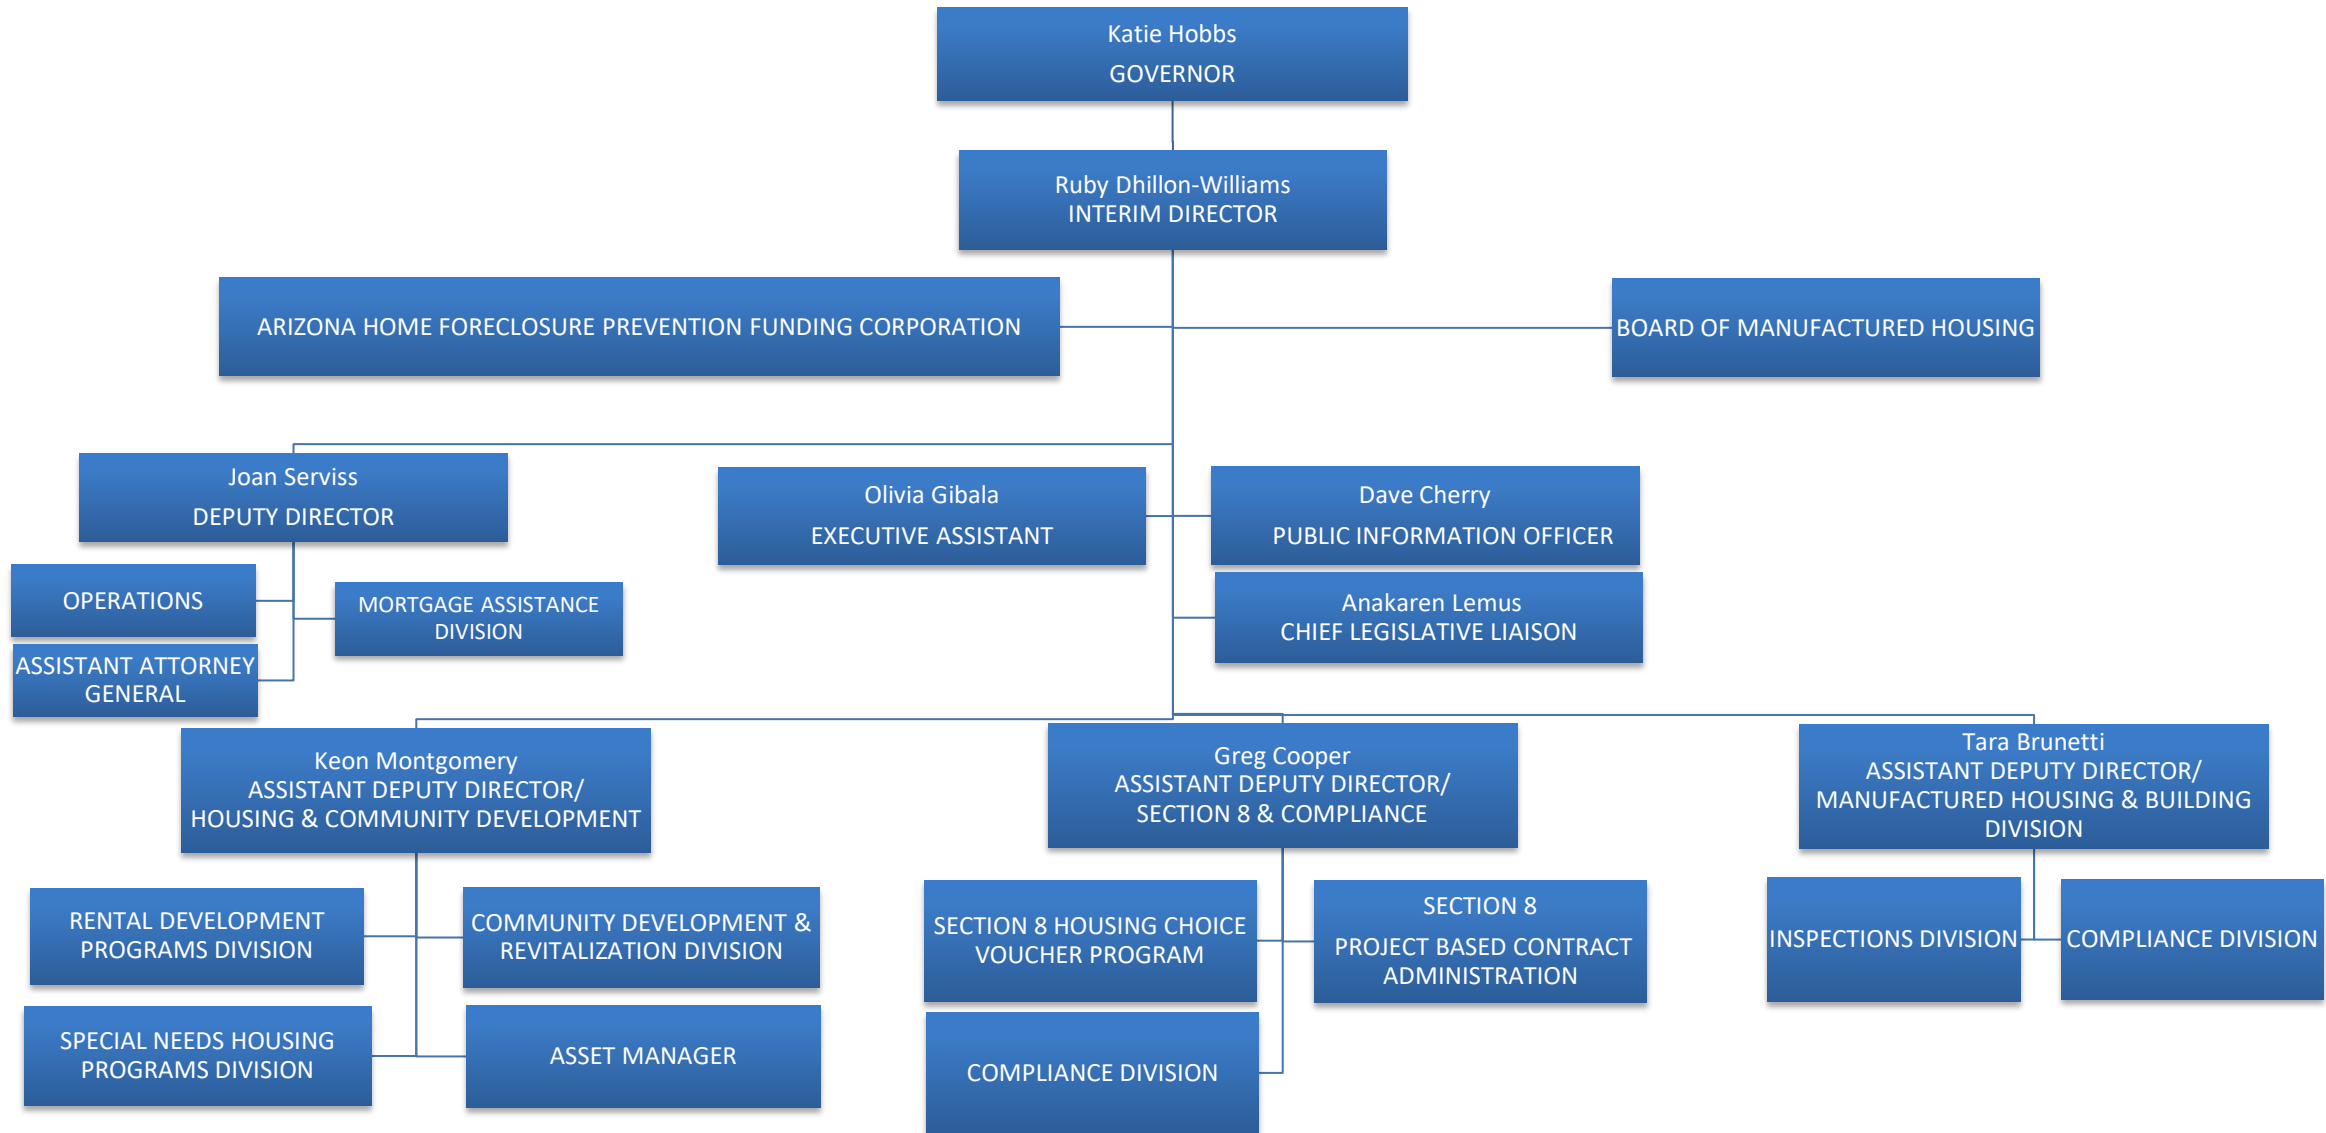 Katie Hobbs
GOVERNOR
Ruby Dhillon-Williams
INTERIM DIRECTOR
ARIZONA HOME FORECLOSURE PREVENTION FUNDING CORPORATION
BOARD OF MANUFACTURED HOUSING
Joan Serviss
DEPUTY DIRECTOR
Olivia Gibala
EXECUTIVE ASSISTANT
Dave Cherry
PUBLIC INFORMATION OFFICER
OPERATIONS
MORTGAGE ASSISTANCE
DIVISION
Anakaren Lemus
CHIEF LEGISLATIVE LIAISON
ASSISTANT ATTORNEY
GENERAL
Keon Montgomery
ASSISTANT DEPUTY DIRECTOR/
HOUSING & COMMUNITY DEVELOPMENT
Greg Cooper
ASSISTANT DEPUTY DIRECTOR/
SECTION 8 & COMPLIANCE
Tara Brunetti
ASSISTANT DEPUTY DIRECTOR/
MANUFACTURED HOUSING & BUILDING
DIVISION
RENTAL DEVELOPMENT
PROGRAMS DIVISION
COMMUNITY DEVELOPMENT &
REVITALIZATION DIVISION
SECTION 8 HOUSING CHOICE
VOUCHER PROGRAM
SECTION 8
PROJECT BASED CONTRACT
ADMINISTRATION
INSPECTIONS DIVISION
COMPLIANCE DIVISION
SPECIAL NEEDS HOUSING
PROGRAMS DIVISION
ASSET MANAGER
COMPLIANCE DIVISION